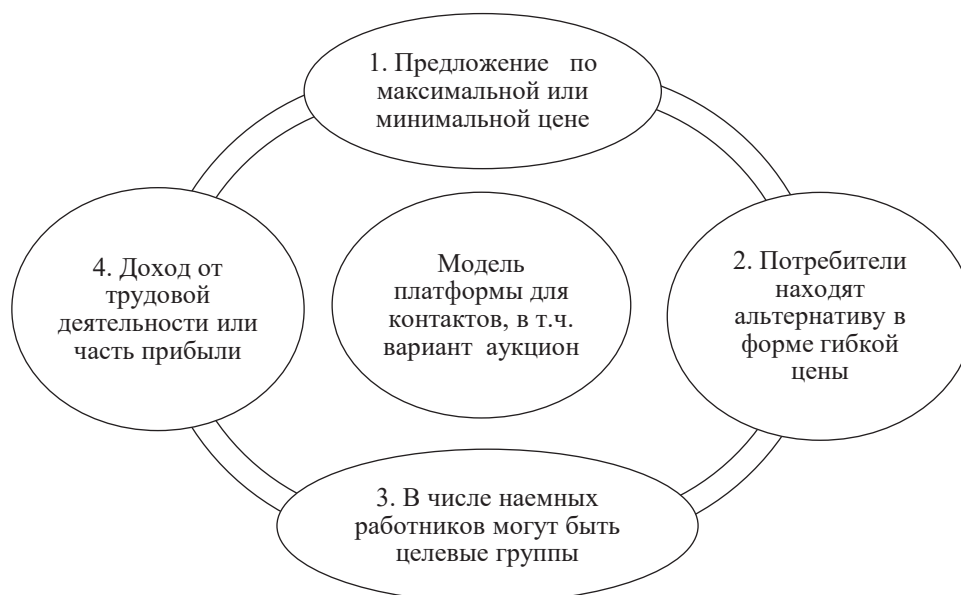 1. Предложение по
максимальной или
минимальной цене
4. Доход от
трудовой
деятельности или
часть прибыли
Модель
платформы для
контактов, в т.ч.
вариант аукцион
2. Потребители
находят
альтернативу в
форме гибкой
цены
3. В числе наемных
работников могут быть
целевые группы